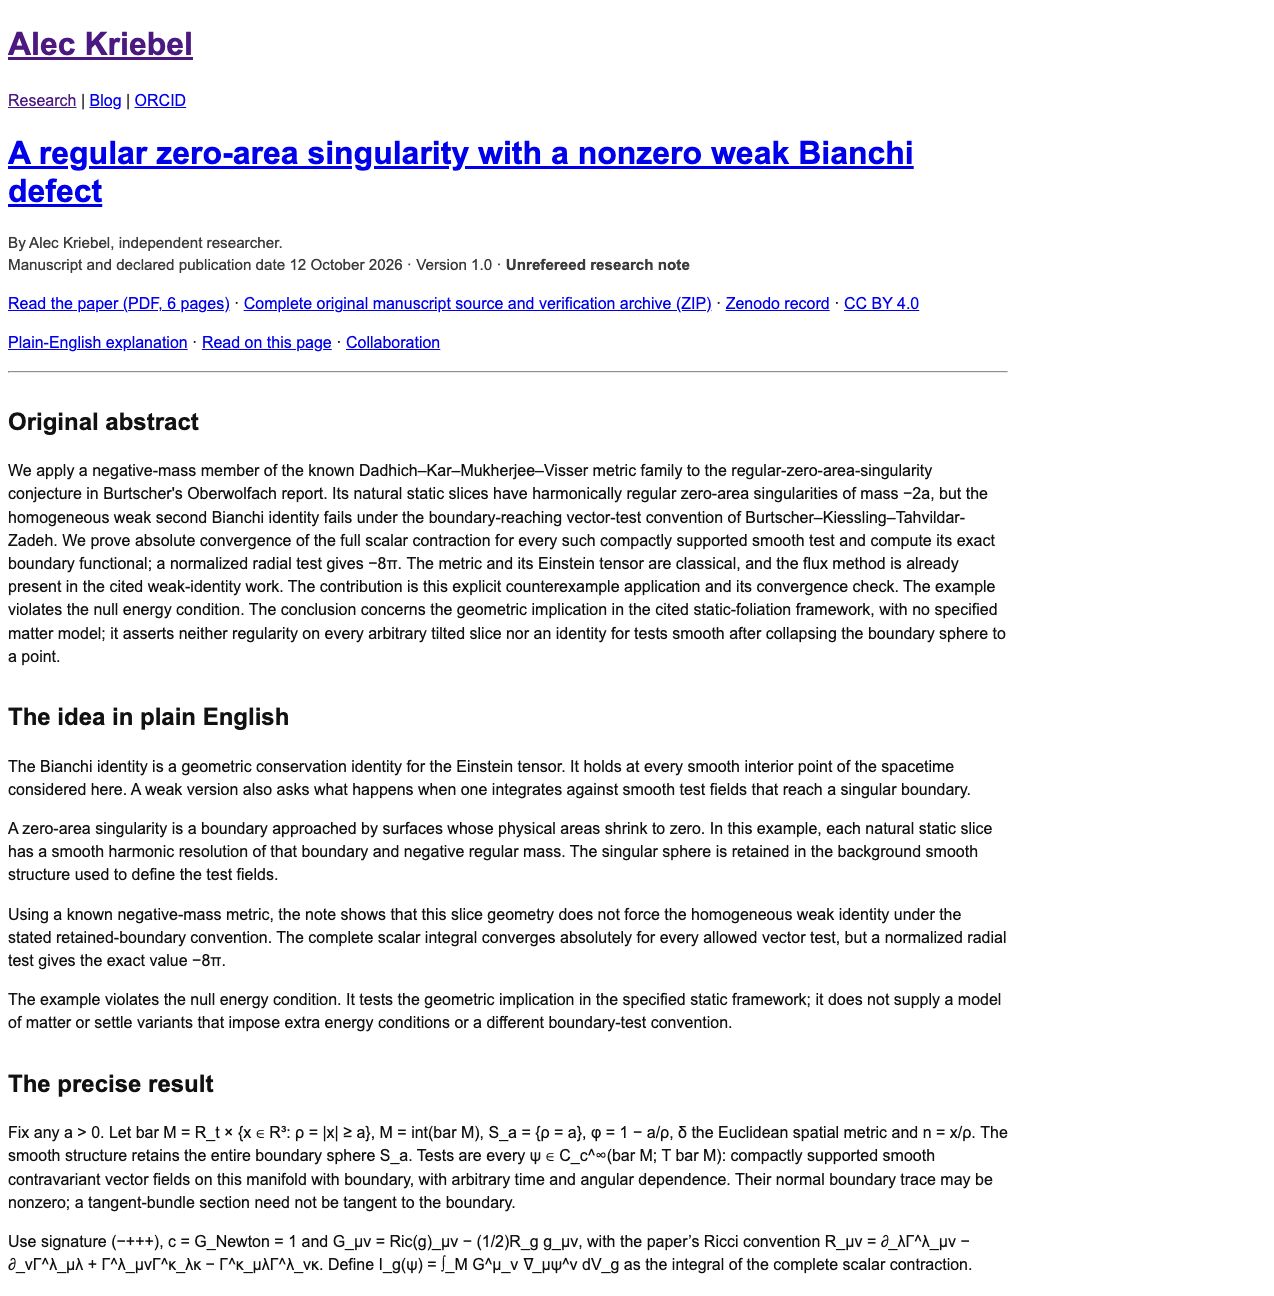 Alec Kriebel
Research | Blog | ORCID
A regular zero-area singularity with a nonzero weak Bianchi
defect
By Alec Kriebel, independent researcher.
Manuscript and declared publication date 12 October 2026 · Version 1.0 · Unrefereed research note
Read the paper (PDF, 6 pages) · Complete original manuscript source and verification archive (ZIP) · Zenodo record · CC BY 4.0
Plain-English explanation · Read on this page · Collaboration
Original abstract
We apply a negative-mass member of the known Dadhich–Kar–Mukherjee–Visser metric family to the regular-zero-area-singularity
conjecture in Burtscher's Oberwolfach report. Its natural static slices have harmonically regular zero-area singularities of mass −2a, but the
homogeneous weak second Bianchi identity fails under the boundary-reaching vector-test convention of Burtscher–Kiessling–Tahvildar-
Zadeh. We prove absolute convergence of the full scalar contraction for every such compactly supported smooth test and compute its exact
boundary functional; a normalized radial test gives −8π. The metric and its Einstein tensor are classical, and the flux method is already
present in the cited weak-identity work. The contribution is this explicit counterexample application and its convergence check. The example
violates the null energy condition. The conclusion concerns the geometric implication in the cited static-foliation framework, with no specified
matter model; it asserts neither regularity on every arbitrary tilted slice nor an identity for tests smooth after collapsing the boundary sphere to
a point.
The idea in plain English
The Bianchi identity is a geometric conservation identity for the Einstein tensor. It holds at every smooth interior point of the spacetime
considered here. A weak version also asks what happens when one integrates against smooth test fields that reach a singular boundary.
A zero-area singularity is a boundary approached by surfaces whose physical areas shrink to zero. In this example, each natural static slice
has a smooth harmonic resolution of that boundary and negative regular mass. The singular sphere is retained in the background smooth
structure used to define the test fields.
Using a known negative-mass metric, the note shows that this slice geometry does not force the homogeneous weak identity under the
stated retained-boundary convention. The complete scalar integral converges absolutely for every allowed vector test, but a normalized radial
test gives the exact value −8π.
The example violates the null energy condition. It tests the geometric implication in the specified static framework; it does not supply a model
of matter or settle variants that impose extra energy conditions or a different boundary-test convention.
The precise result
Fix any a > 0. Let bar M = R_t × {x ∈ R³: ρ = |x| ≥ a}, M = int(bar M), S_a = {ρ = a}, φ = 1 − a/ρ, δ the Euclidean spatial metric and n = x/ρ. The
smooth structure retains the entire boundary sphere S_a. Tests are every ψ ∈ C_c^∞(bar M; T bar M): compactly supported smooth
contravariant vector fields on this manifold with boundary, with arbitrary time and angular dependence. Their normal boundary trace may be
nonzero; a tangent-bundle section need not be tangent to the boundary.
Use signature (−+++), c = G_Newton = 1 and G_μν = Ric(g)_μν − (1/2)R_g g_μν, with the paper’s Ricci convention R_μν = ∂_λΓ^λ_μν −
∂_νΓ^λ_μλ + Γ^λ_μνΓ^κ_λκ − Γ^κ_μλΓ^λ_νκ. Define I_g(ψ) = ∫_M G^μ_ν ∇_μψ^ν dV_g as the integral of the complete scalar contraction.